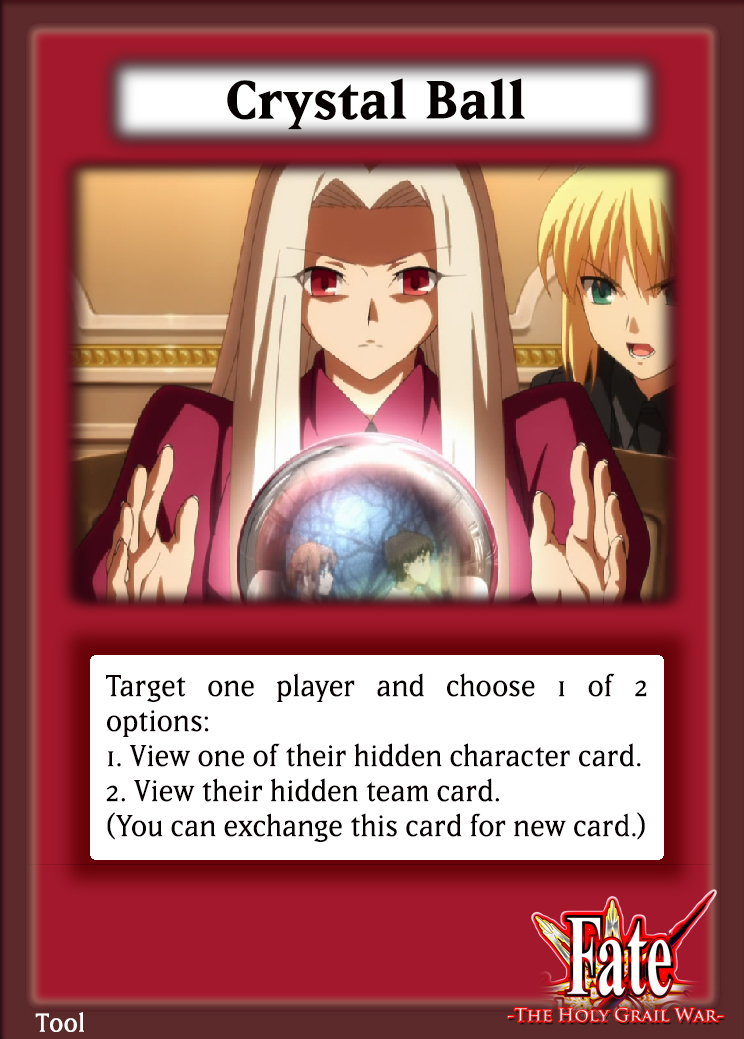 Crystal Ball
Target one player and choose 1 of 2
options:
1. View one of their hidden character card.
2. View their hidden team card.
(You can exchange this card for new card.)
Fate
-THE HOLY GRAIL WAR-
Tool